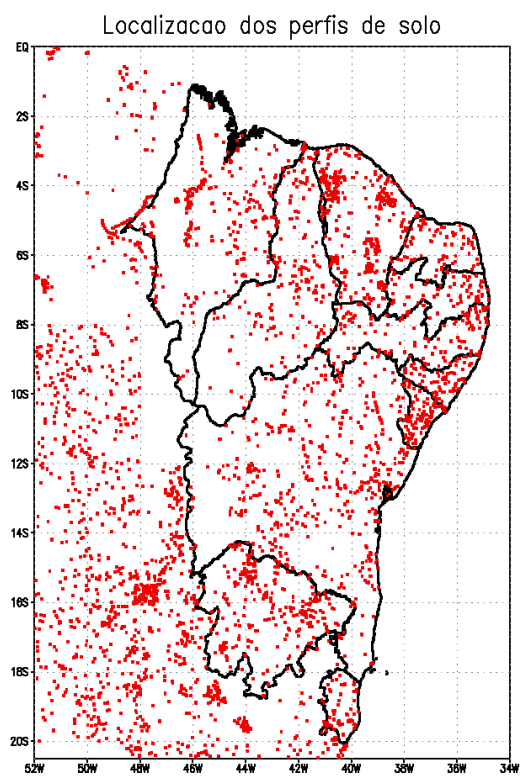 Localizacao dos perfis de solo
EQ
2S
4S
6S
8S
10S
12S
14S
16S
18S
20S
52W 50W 48W 46W 44W 42W 40W 38W 36W 34W